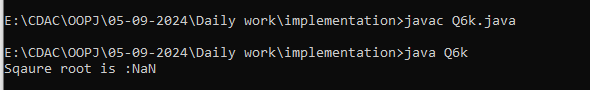 E:\CDAC\OOPJ\05-09-2024\Daily work\implementation>javac Q6k.java
E:\CDAC\OOPJ\05-09-2024\Daily work\implementation>java Q6k
Sqaure root is :NaN